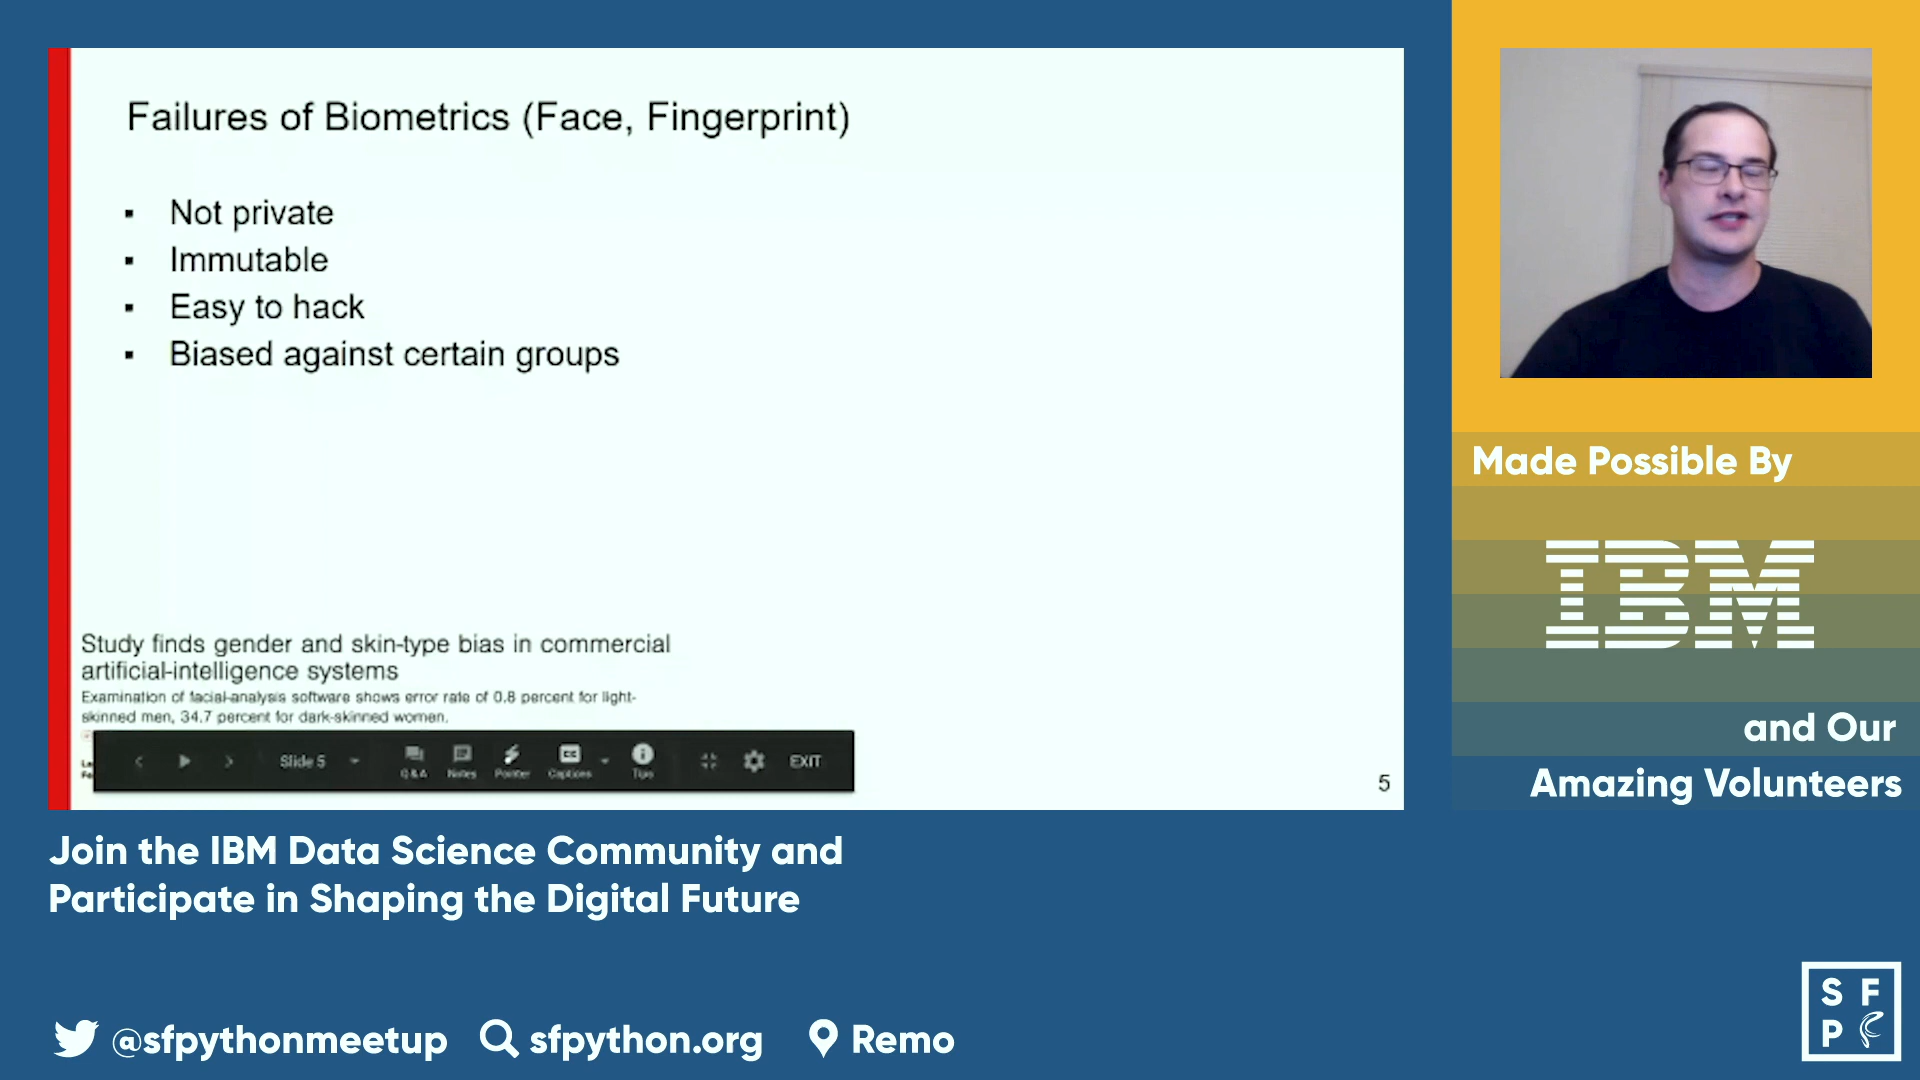 Failures of Biometrics (Face, Fingerprint)
▪ Not private
▪ Immutable
▪ Easy to hack
▪ Biased against certain groups
Study finds gender and skin-type bias in commercial
artificial-intelligence systems
Examination of facial-analysis software shows error rate of 0.8 percent for light-
skinned men, 34.7 percent for dark-skinned women.
Slide 5
Q&A
Notes
Pointer
Captions
Tips
EXIT
5
Made Possible By
IBM
and Our
Amazing Volunteers
Join the IBM Data Science Community and
Participate in Shaping the Digital Future
@sfpythonmeetup
sfpython.org
Remo
SF
P